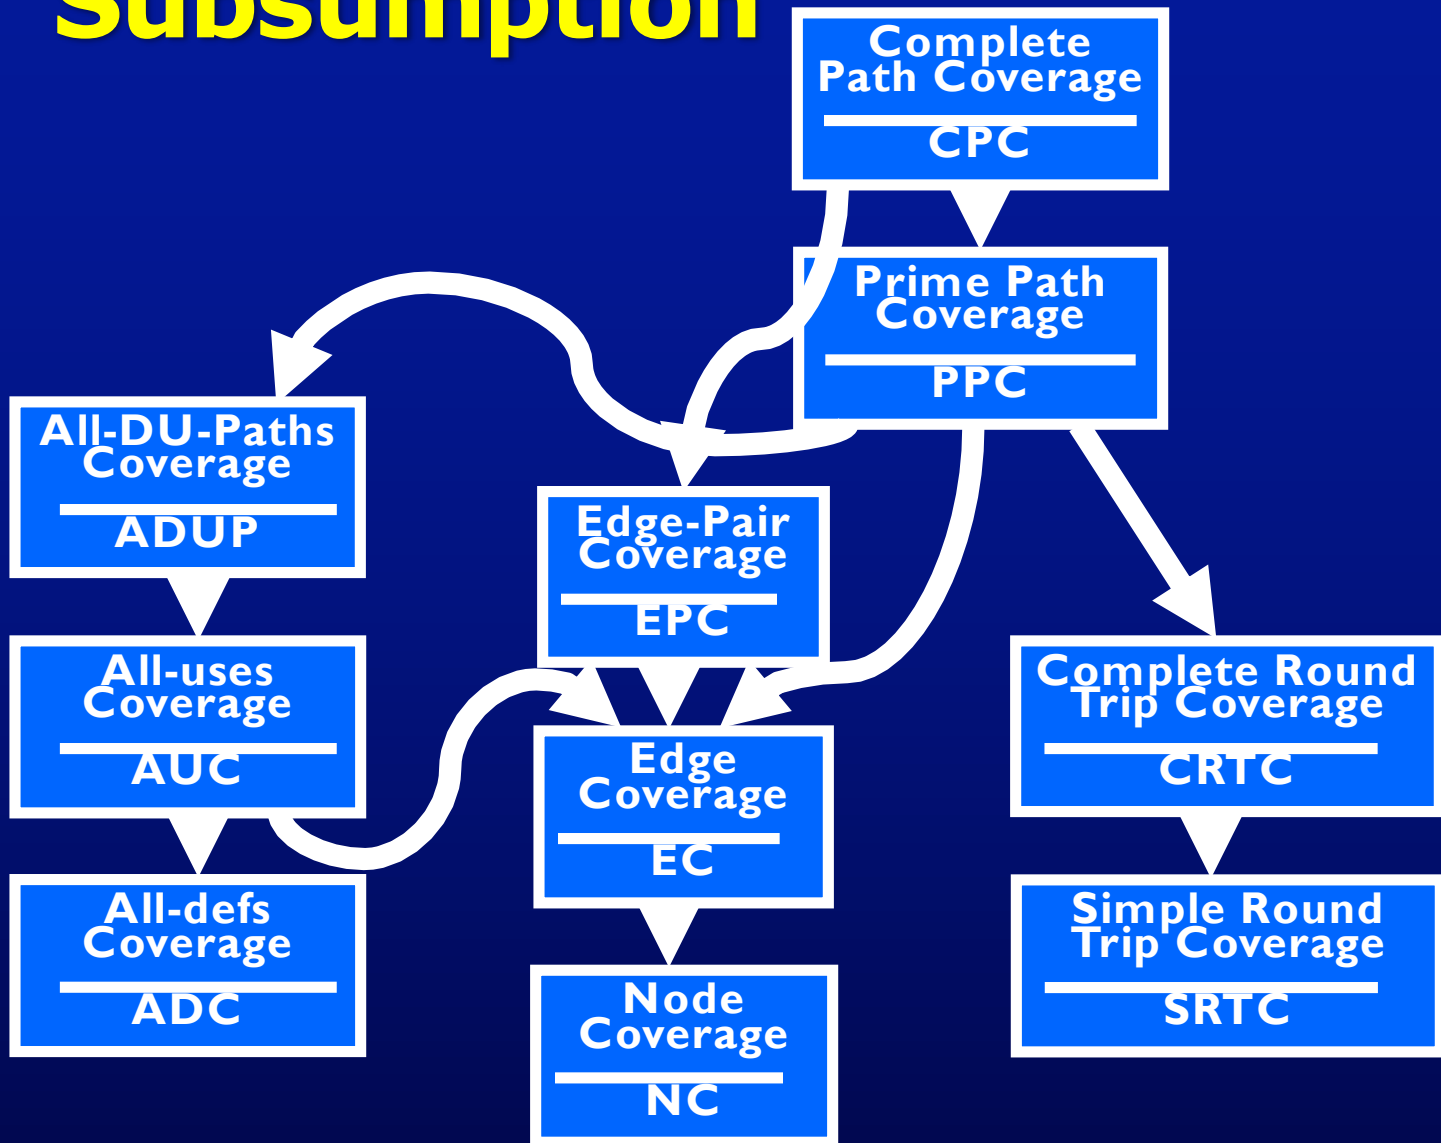 Subsumption
Complete
Path Coverage
CPC
Prime Path
Coverage
PPC
All-DU-Paths
Coverage
ADUP
Edge-Pair
Coverage
EPC
All-uses
Coverage
AUC
Complete Round
Trip Coverage
CRTC
Edge
Coverage
EC
All-defs
Coverage
ADC
Simple Round
Trip Coverage
SRTC
Node
Coverage
NC